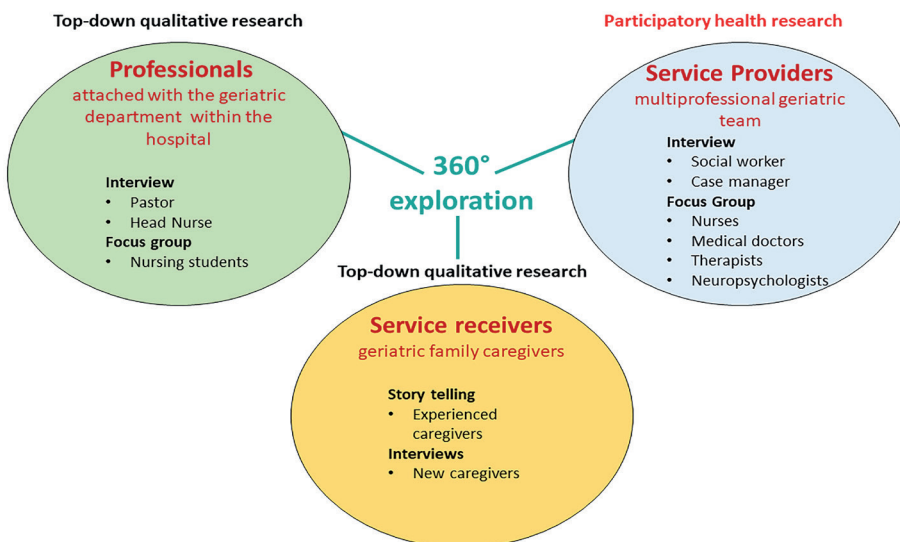 Top-down qualitative research
Professionals
attached with the geriatric
department within the
hospital
Interview
• Pastor
• Head Nurse
Focus group
• Nursing students
Participatory health research
Service Providers
multiprofessional geriatric
team
Interview
• Social worker
• Case manager
Focus Group
• Nurses
• Medical doctors
• Therapists
• Neuropsychologists
360°
exploration
Top-down qualitative research
Service receivers
geriatric family caregivers
Story telling
• Experienced
caregivers
Interviews
• New caregivers